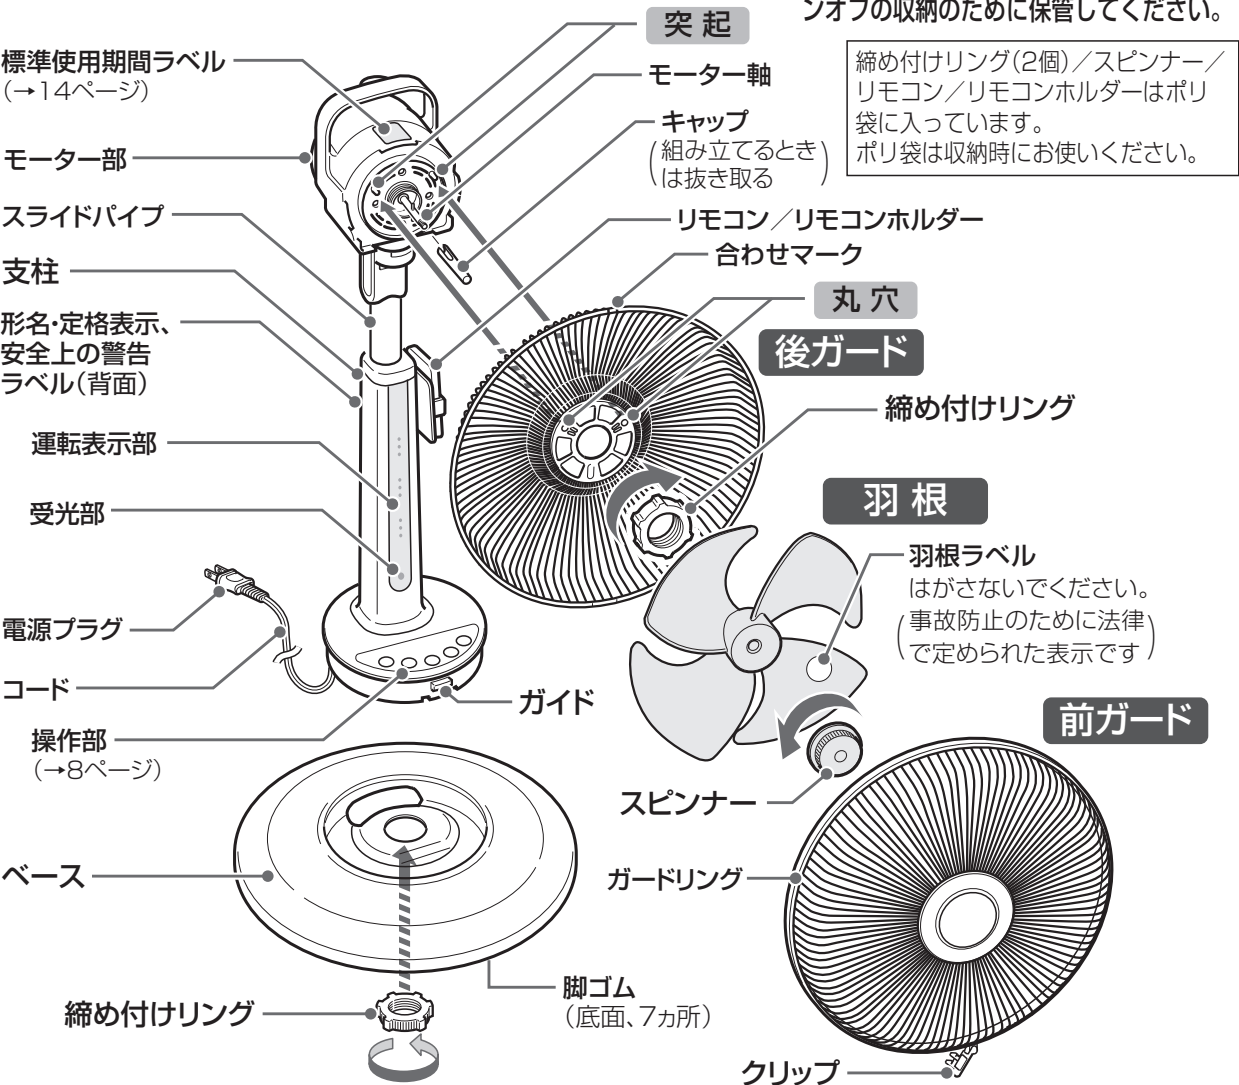 ンオフの収納のために保管してください。
締め付けリング(2個)／スピンナー／
リモコン／リモコンホルダーはポリ
袋に入っています。
ポリ袋は収納時にお使いください。
突起
モーター軸
キャップ
(組み立てるとき
は抜き取る)
リモコン／リモコンホルダー
合わせマーク
丸穴
後ガード
締め付けリング
羽根
羽根ラベル
はがさないでください。
(事故防止のために法律
で定められた表示です)
前ガード
標準使用期間ラベル
(→14ページ)
モーター部
スライドパイプ
支柱
形名・定格表示、
安全上の警告
ラベル(背面)
運転表示部
受光部
電源プラグ
コード
操作部
(→8ページ)
ガイド
スピンナー
ベース
ガードリング
締め付けリング
脚ゴム
(底面、7ヵ所)
クリップ